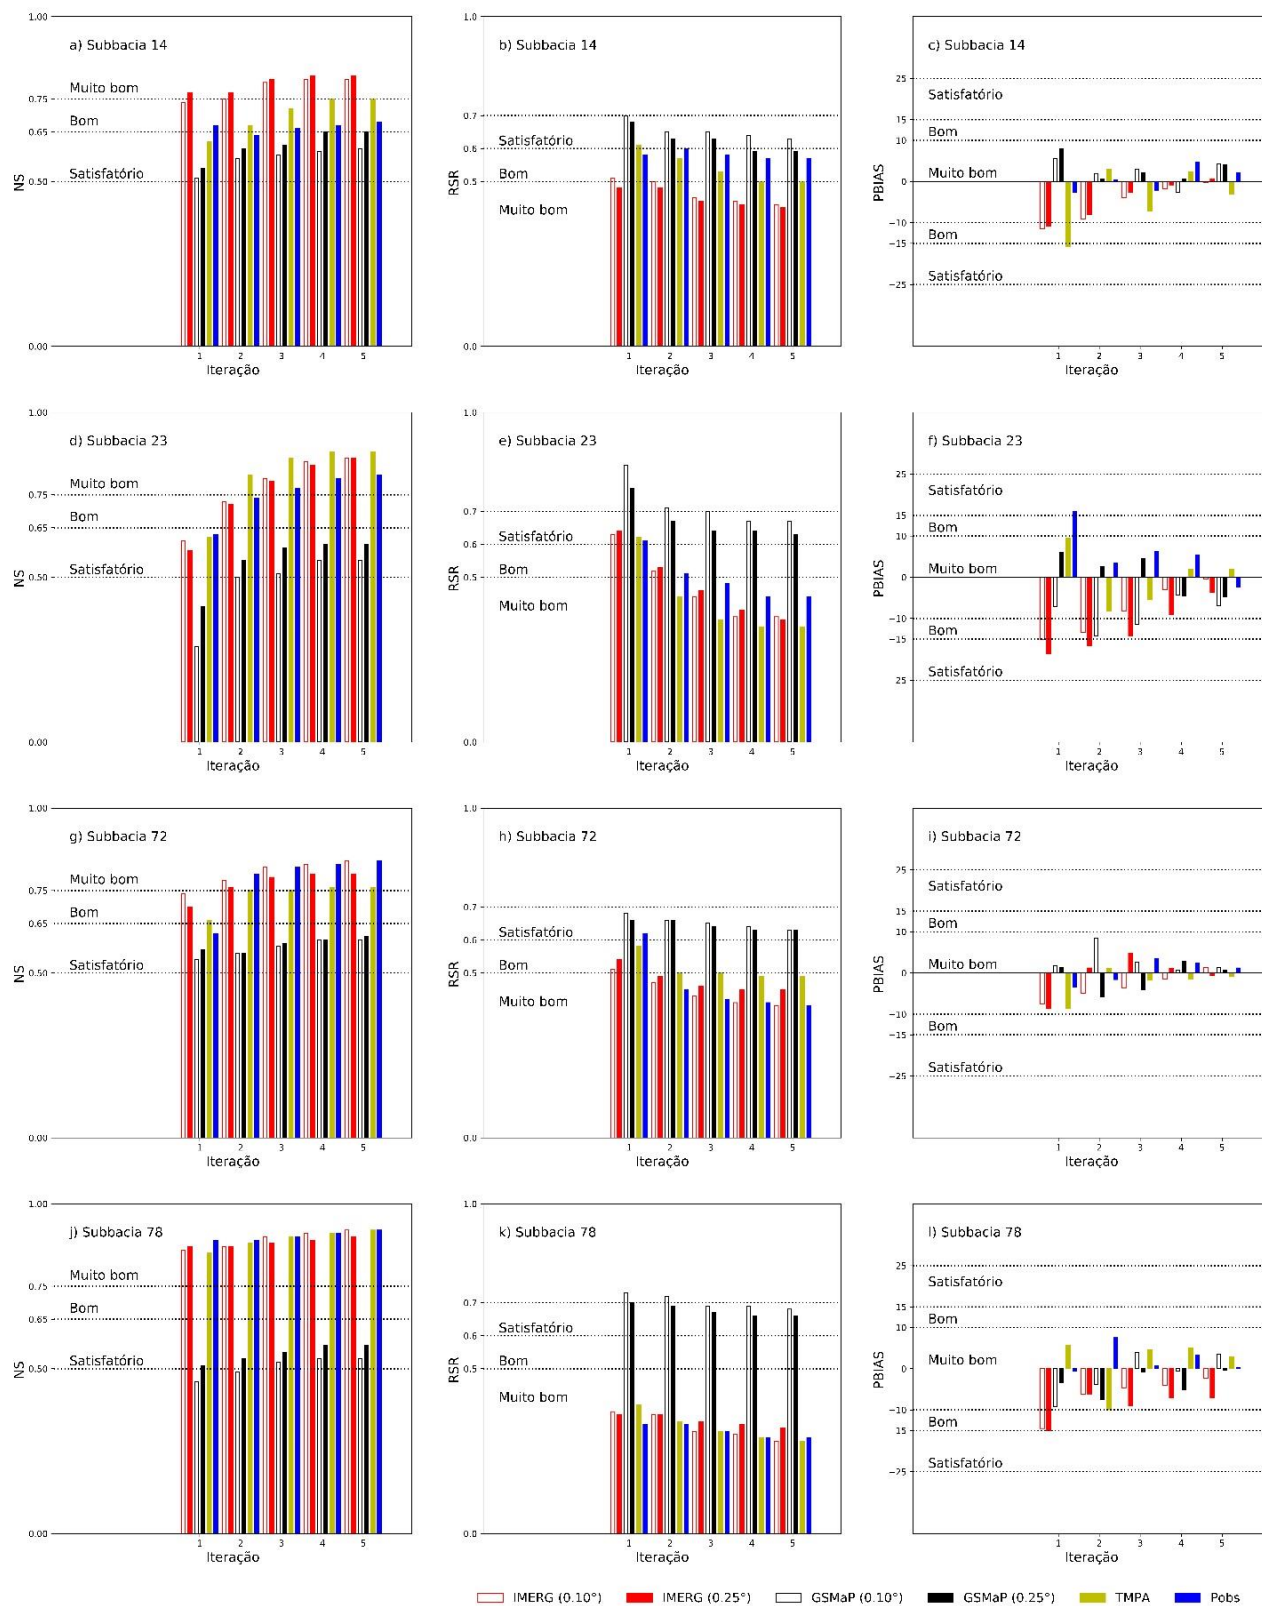 1.00
a) Subbacia 14
Muito bom
0.75
Bom
0.65
Satisfatório
0.50
NS
0.00
1 2 3 4 5
Iteração
1.0
b) Subbacia 14
0.7
Satisfatório
0.6
Bom
0.5
Muito bom
RSR
0.0
1 2 3 4 5
Iteração
c) Subbacia 14
25
Satisfatório
15
Bom
10
Muito bom
0
PBIAS
−10
Bom
−15
Satisfatório
−25
1 2 3 4 5
Iteração
1.00
d) Subbacia 23
Muito bom
0.75
Bom
0.65
Satisfatório
0.50
NS
0.00
1 2 3 4 5
Iteração
1.0
e) Subbacia 23
0.7
Satisfatório
0.6
Bom
0.5
Muito bom
RSR
0.0
1 2 3 4 5
Iteração
f) Subbacia 23
25
Satisfatório
15
Bom
10
Muito bom
0
PBIAS
−10
Bom
−15
Satisfatório
25
1 2 3 4 5
Iteração
1.00
g) Subbacia 72
Muito bom
0.75
Bom
0.65
Satisfatório
0.50
NS
0.00
1 2 3 4 5
Iteração
1.0
h) Subbacia 72
0.7
Satisfatório
0.6
Bom
0.5
Muito bom
RSR
0.0
1 2 3 4 5
Iteração
i) Subbacia 72
25
Satisfatório
15
Bom
10
Muito bom
0
PBIAS
−10
Bom
−15
Satisfatório
−25
1 2 3 4 5
Iteração
1.00
j) Subbacia 78
Muito bom
0.75
Bom
0.65
Satisfatório
0.50
NS
0.00
1 2 3 4 5
Iteração
1.0
k) Subbacia 78
0.7
Satisfatório
0.6
Bom
0.5
Muito bom
RSR
0.0
1 2 3 4 5
Iteração
l) Subbacia 78
25
Satisfatório
15
Bom
10
Muito bom
0
PBIAS
−10
Bom
15
Satisfatório
−25
1 2 3 4 5
Iteração
IMERG (0.10°) IMERG (0.25°) GSMaP (0.10°) GSMaP (0.25°) TMPA Pobs